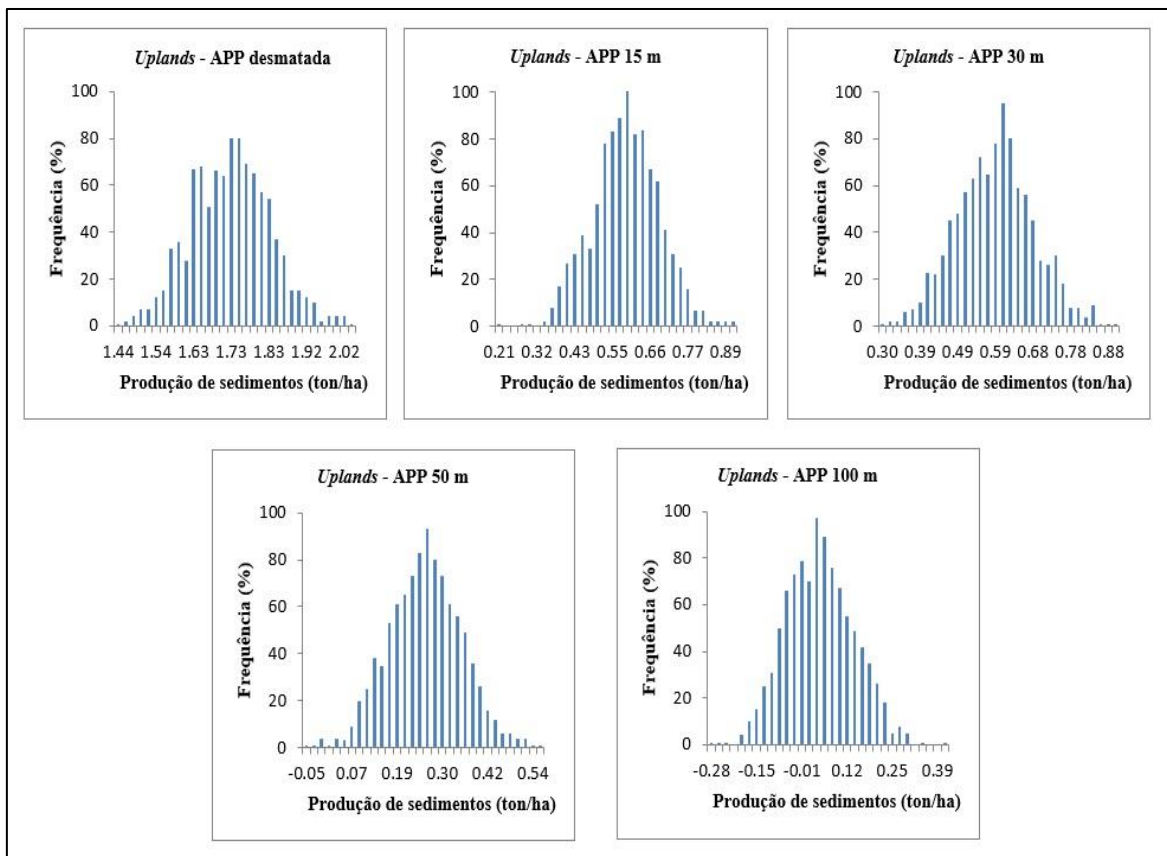 Uplands - APP desmatada
100
80
60
40
20
0
Frequência (%)
1.44 1.54 1.63 1.73 1.83 1.92 2.02
Produção de sedimentos (ton/ha)
Uplands - APP 15 m
100
80
60
40
20
0
Frequência (%)
0.21 0.32 0.43 0.55 0.66 0.77 0.89
Produção de sedimentos (ton/ha)
Uplands - APP 30 m
100
80
60
40
20
0
Frequência (%)
0.30 0.39 0.49 0.59 0.68 0.78 0.88
Produção de sedimentos (ton/ha)
Uplands - APP 50 m
100
80
60
40
20
0
Frequência (%)
-0.05 0.07 0.19 0.30 0.42 0.54
Produção de sedimentos (ton/ha)
Uplands - APP 100 m
100
80
60
40
20
0
Frequência (%)
-0.28 -0.15 -0.01 0.12 0.25 0.39
Produção de sedimentos (ton/ha)